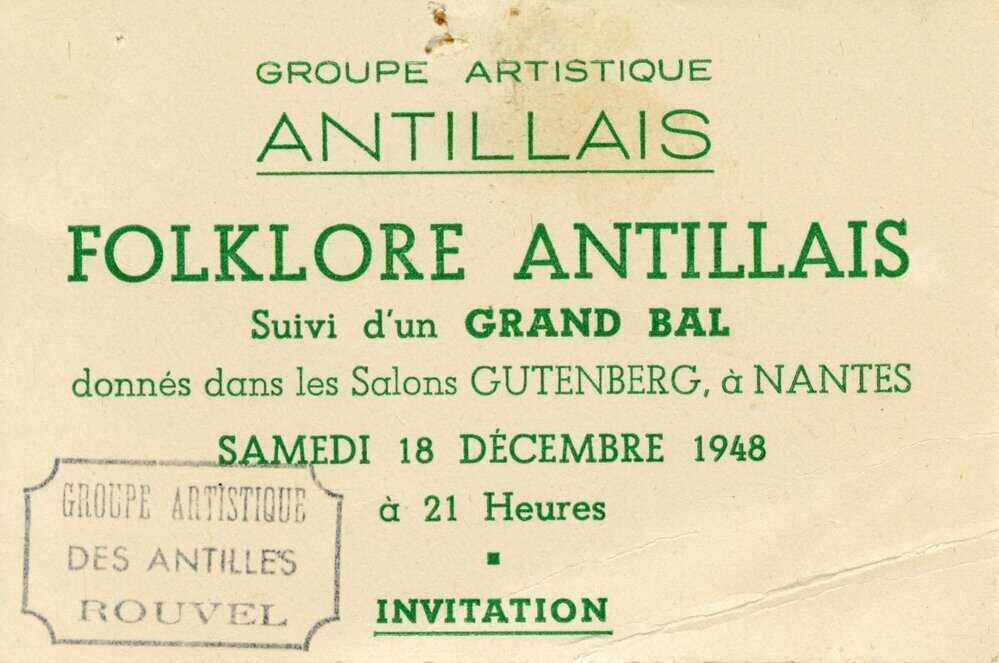 GROUPE ARTISTIQUE
ANTILLAIS
FOLKLORE ANTILLAIS
Suivi d'un GRAND BAL
donnés dans les Salons GUTENBERG, à NANTES
SAMEDI 18 DÉCEMBRE 1948
à 21 Heures
INVITATION
GROUPE ARTISTIQUE
DES ANTILLES
ROUVEL